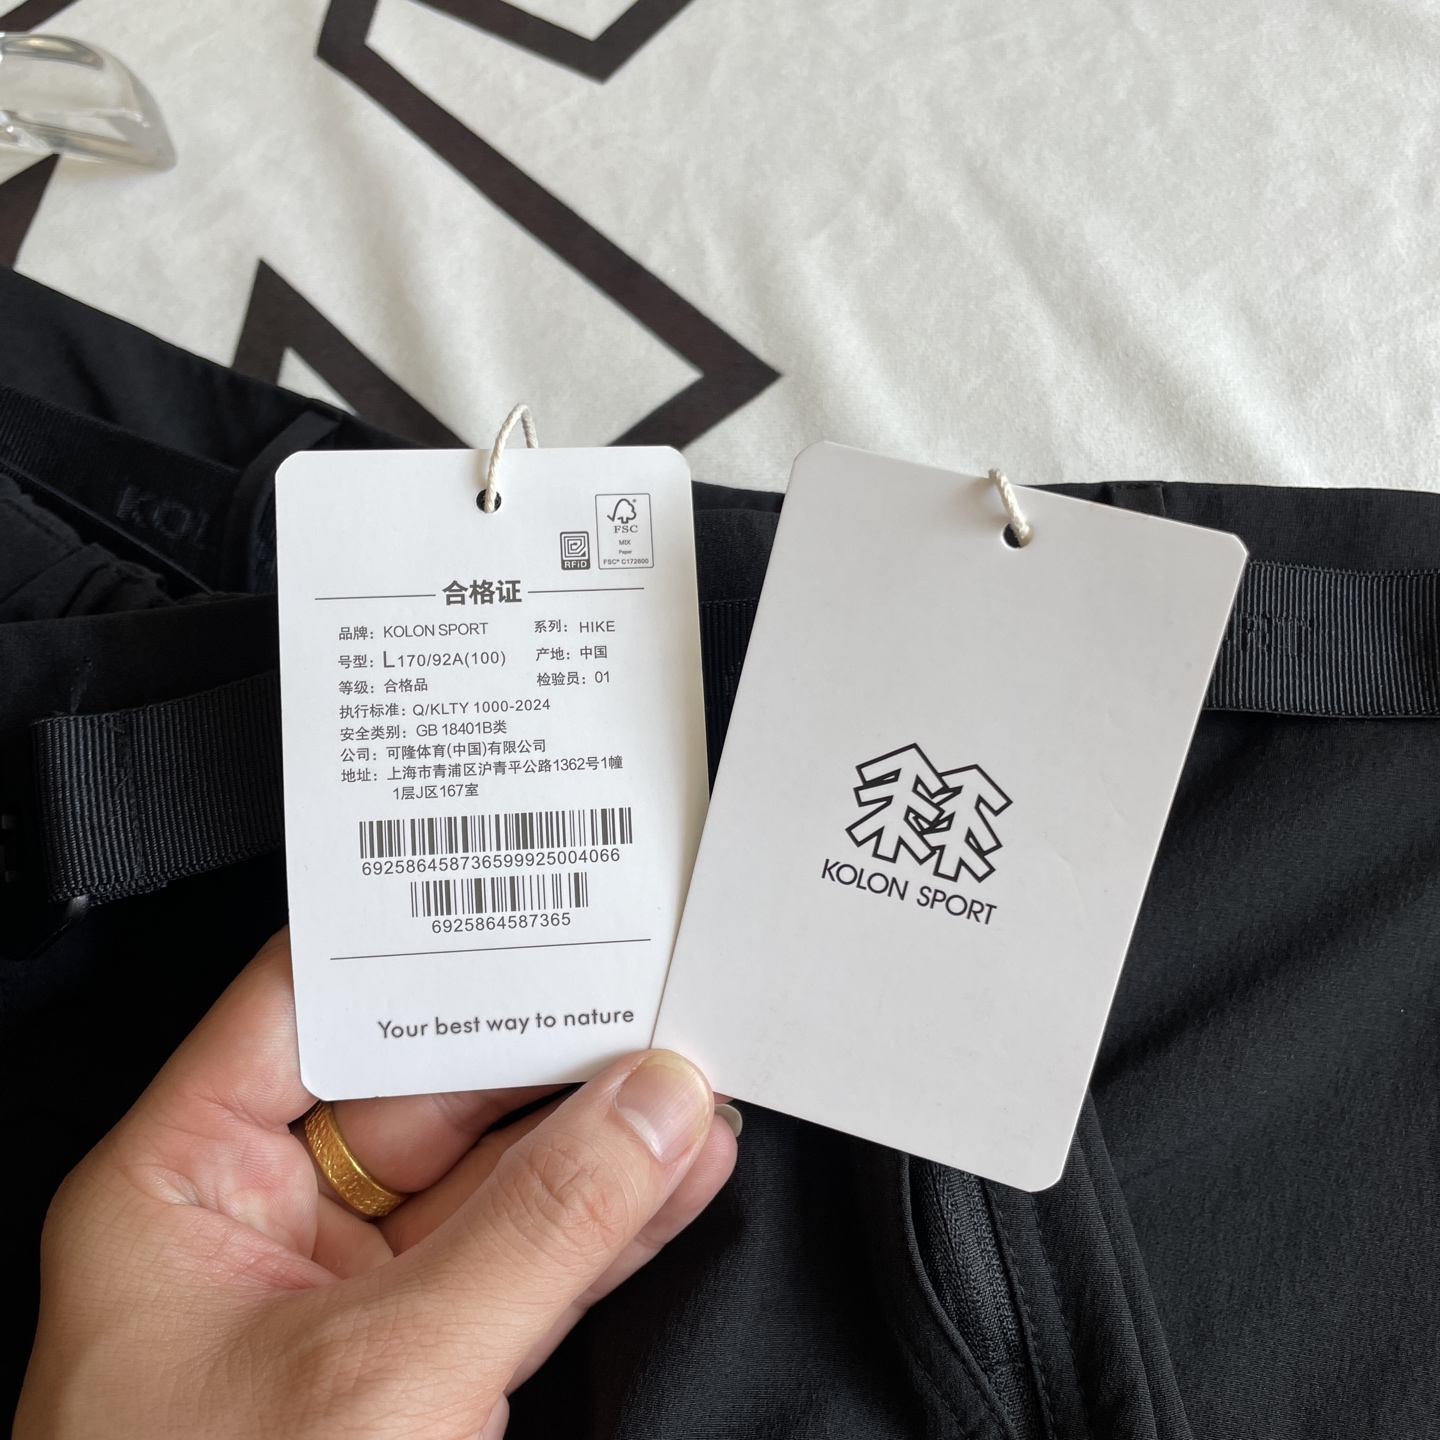 KOL
FSC
MIX
Paper
FSC® C172600
RFiD
合格证
品牌：KOLON SPORT 系列：HIKE
号型：L170/92A(100) 产地：中国
等级：合格品 检验员：01
执行标准：Q/KLTY 1000-2024
安全类别：GB 18401B类
公司：可隆体育(中国)有限公司
地址：上海市青浦区沪青平公路1362号1幢
1层J区167室
692586458736599925004066
6925864587365
Your best way to nature
KOLON SPORT